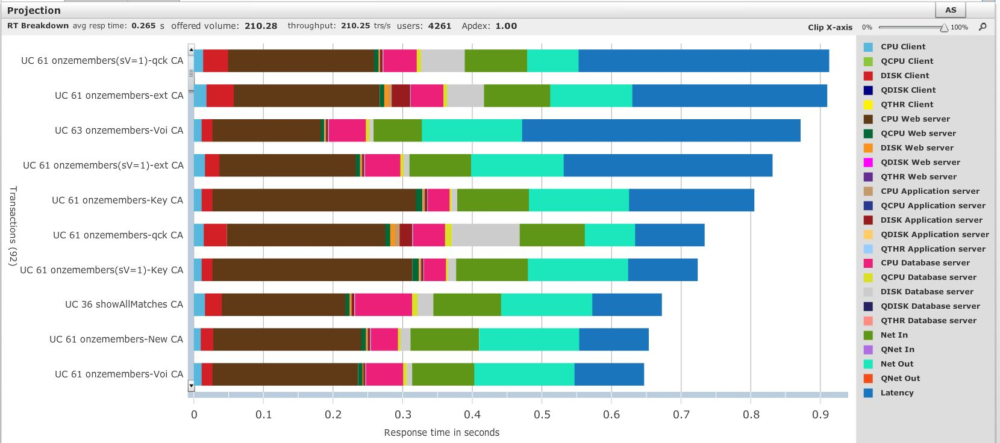 Projection
AS
RT Breakdown avg resp time: 0.265 s offered volume: 210.28 throughput: 210.25 trs/s users: 4261 Apdex: 1.00
Clip X-axis 0% 100%
UC 61 onzemembers(sV=1)-qck CA
UC 61 onzemembers-ext CA
UC 63 onzemembers-Voi CA
UC 61 onzemembers(sV=1)-ext CA
UC 61 onzemembers-Key CA
UC 61 onzemembers-qck CA
UC 61 onzemembers(sV=1)-Key CA
UC 36 showAllMatches CA
UC 61 onzemembers-New CA
UC 61 onzemembers-Voi CA
Transactions (92)
0 0.1 0.2 0.3 0.4 0.5 0.6 0.7 0.8 0.9
Response time in seconds
CPU Client
QCPU Client
DISK Client
QDISK Client
QTHR Client
CPU Web server
QCPU Web server
DISK Web server
QDISK Web server
QTHR Web server
CPU Application server
QCPU Application server
DISK Application server
QDISK Application server
QTHR Application server
CPU Database server
QCPU Database server
DISK Database server
QDISK Database server
QTHR Database server
Net In
QNet In
Net Out
QNet Out
Latency